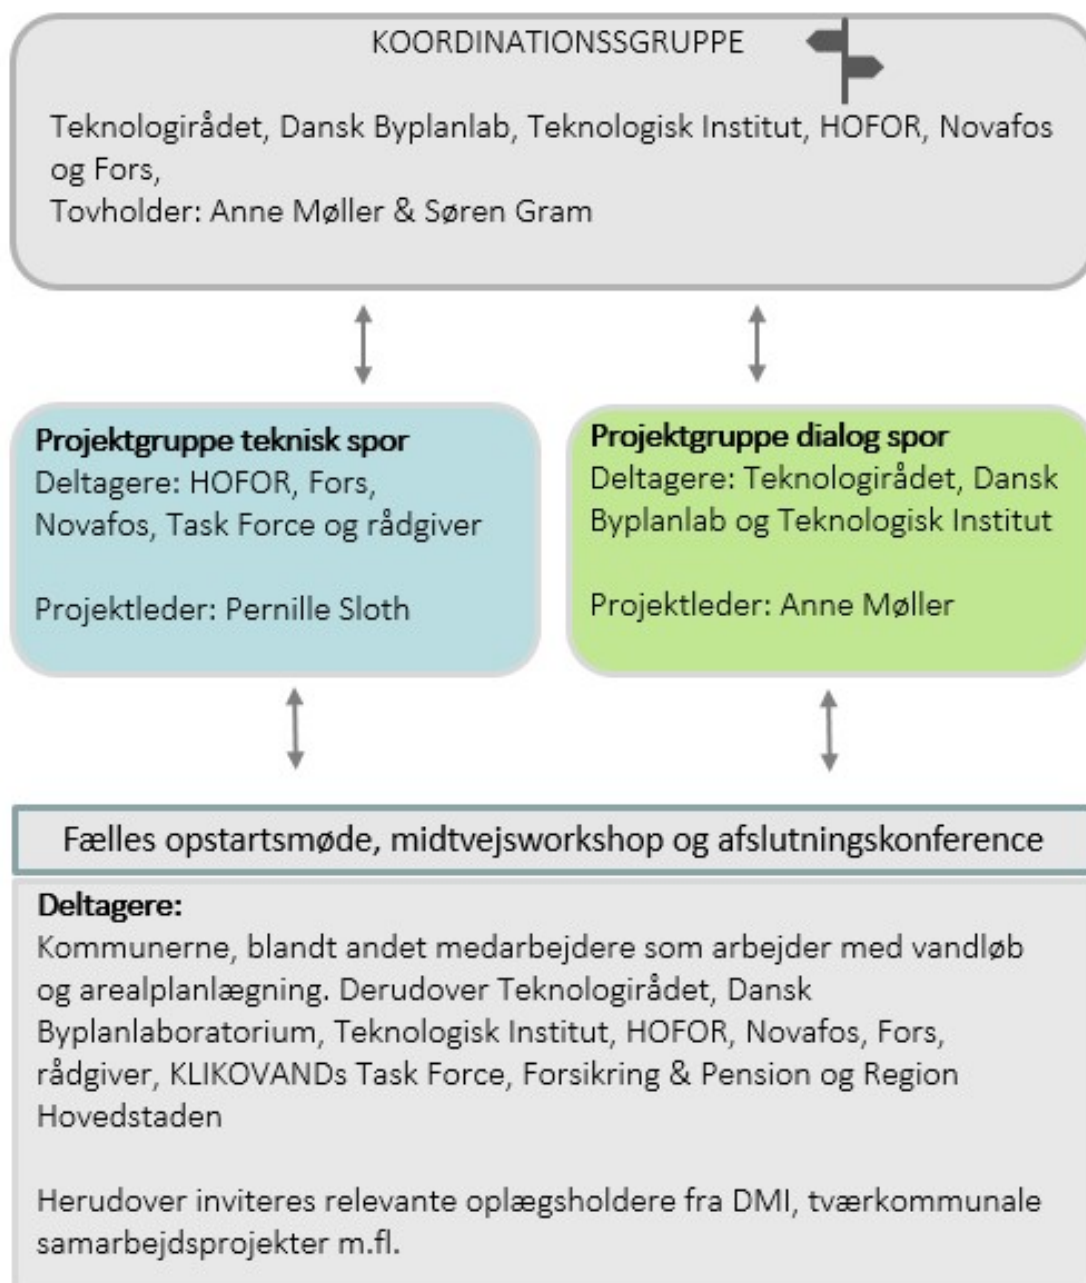 KOORDINATIONSSGRUPPE
Teknologirådet, Dansk Byplanlab, Teknologisk Institut, HOFOR, Novafos
og Fors,
Tovholder: Anne Møller & Søren Gram
Projektgruppe teknisk spor
Deltagere: HOFOR, Fors,
Novafos, Task Force og rådgiver
Projektleder: Pernille Sloth
Projektgruppe dialog spor
Deltagere: Teknologirådet, Dansk
Byplanlab og Teknologisk Institut
Projektleder: Anne Møller
Fælles opstartsmøde, midtvejsworkshop og afslutningskonference
Deltagere:
Kommunerne, blandt andet medarbejdere som arbejder med vandløb
og arealplanlægning. Derudover Teknologirådet, Dansk
Byplanlaboratorium, Teknologisk Institut, HOFOR, Novafos, Fors,
rådgiver, KLIKOVANDs Task Force, Forsikring & Pension og Region
Hovedstaden
Herudover inviteres relevante oplægsholdere fra DMI, tværkommunale
samarbejdsprojekter m.fl.